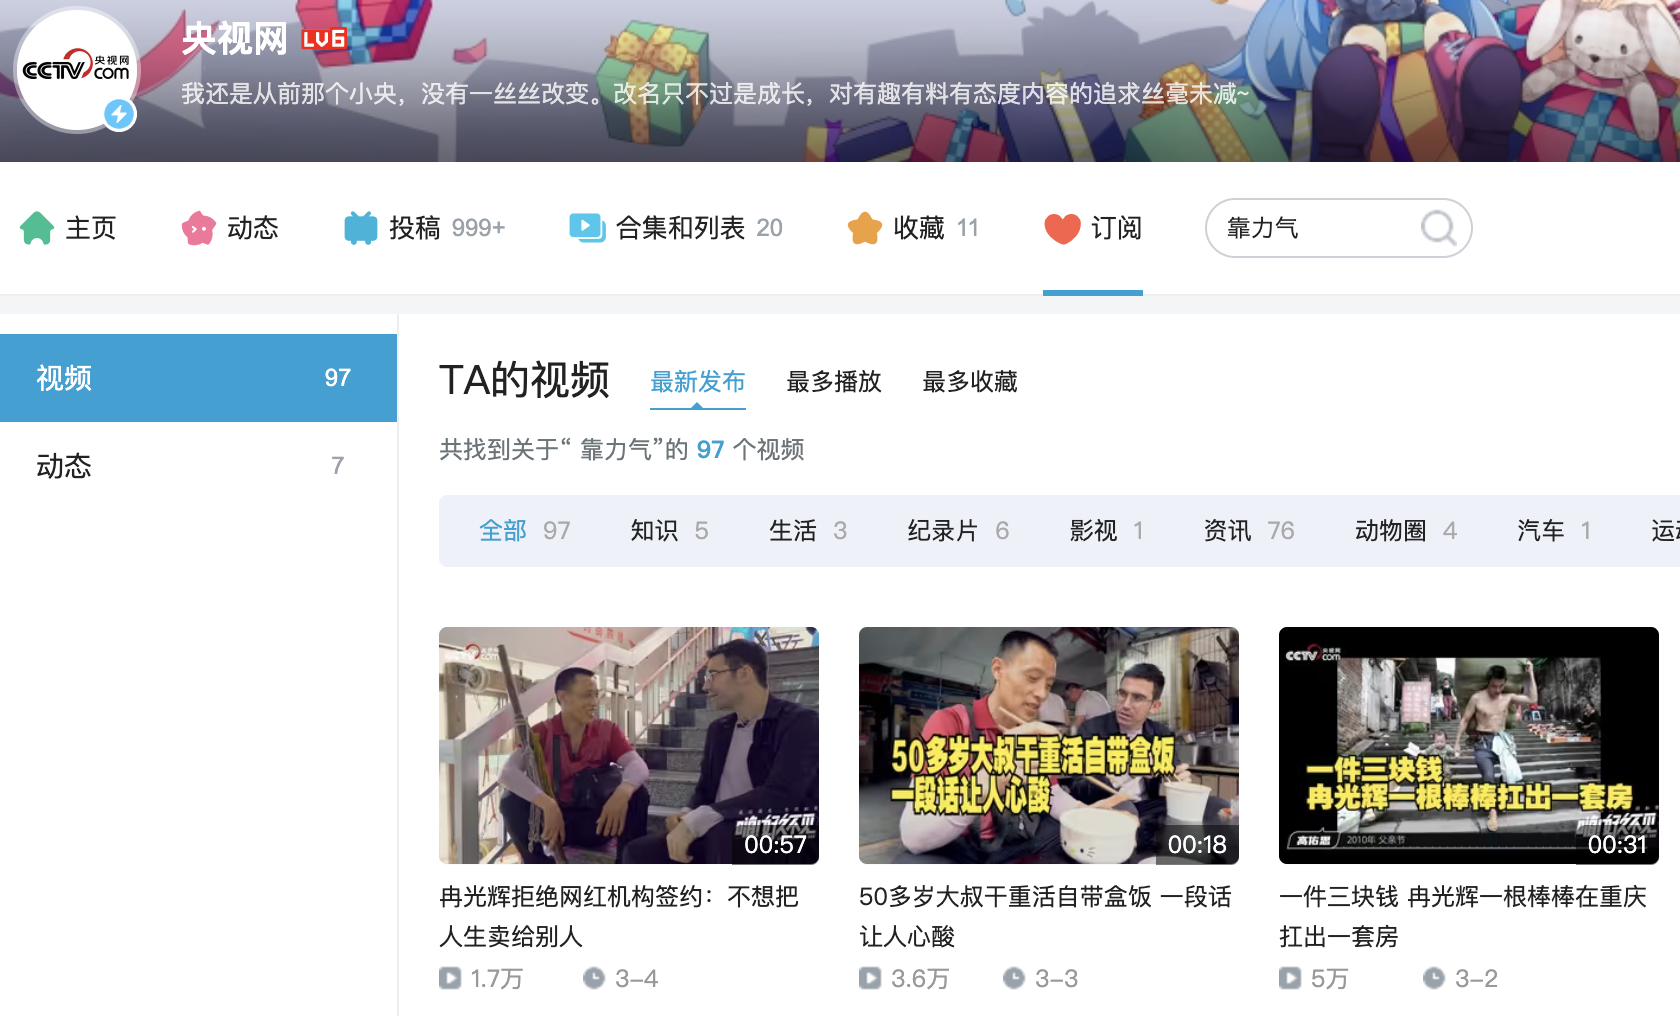 央视网 LV6
CCTV 央视网
com
我还是从前那个小央，没有一丝丝改变。改名只不过是成长，对有趣有料有态度内容的追求丝毫未减~
主页 动态 投稿 999+ 合集和列表 20 收藏 11 订阅 靠力气
视频 97
动态 7
TA的视频 最新发布 最多播放 最多收藏
共找到关于“ 靠力气”的 97 个视频
全部 97 知识 5 生活 3 纪录片 6 影视 1 资讯 76 动物圈 4 汽车 1 运
00:57
冉光辉拒绝网红机构签约：不想把
人生卖给别人
1.7万 3-4
50多岁大叔干重活自带盒饭
一段话让人心酸
00:18
50多岁大叔干重活自带盒饭 一段话
让人心酸
3.6万 3-3
CCTV 央视网
com
一件三块钱
冉光辉一根棒棒扛出一套房
高佑思 2010年 父亲节
00:31
一件三块钱 冉光辉一根棒棒在重庆
扛出一套房
5万 3-2